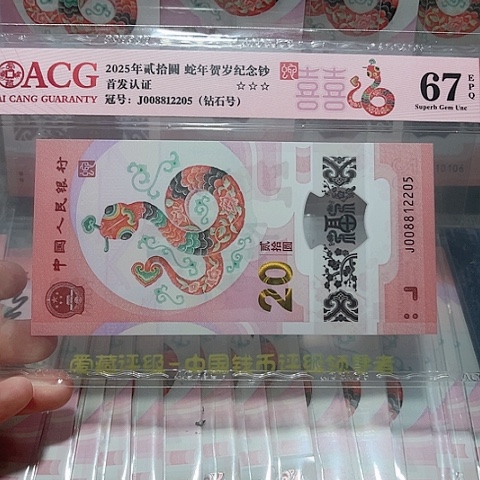 ACG
AI CANG GUARANTY
2025年贰拾圆 蛇年贺岁纪念钞
首发认证 ☆☆☆
冠号: J008812205 (钻石号)
67
EPQ
Superb Gem Unc
中国人民银行
贰拾圆
20
J008812205
爱藏评级-中国钱币评级领导者